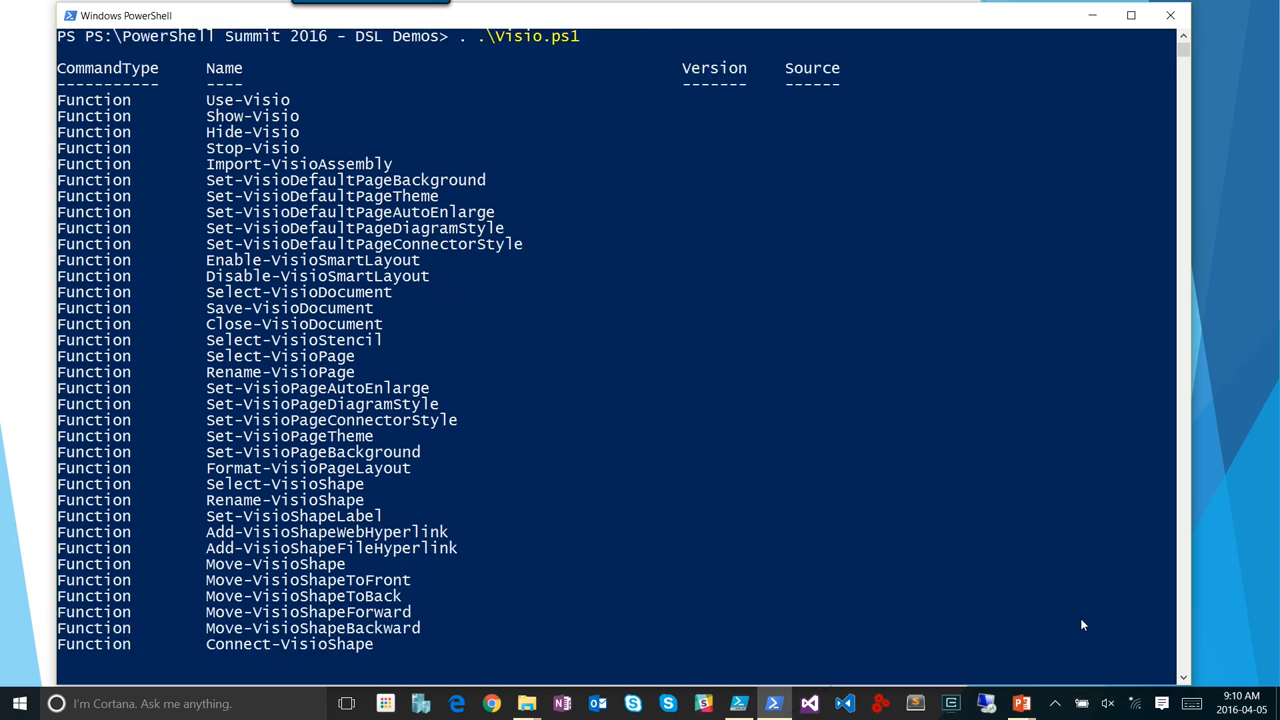 Windows PowerShell
PS PS:\PowerShell Summit 2016 - DSL Demos> . .\Visio.ps1
CommandType Name Version Source
----------- ---- ------- ------
Function Use-Visio
Function Show-Visio
Function Hide-Visio
Function Stop-Visio
Function Import-VisioAssembly
Function Set-VisioDefaultPageBackground
Function Set-VisioDefaultPageTheme
Function Set-VisioDefaultPageAutoEnlarge
Function Set-VisioDefaultPageDiagramStyle
Function Set-VisioDefaultPageConnectorStyle
Function Enable-VisioSmartLayout
Function Disable-VisioSmartLayout
Function Select-VisioDocument
Function Save-VisioDocument
Function Close-VisioDocument
Function Select-VisioStencil
Function Select-VisioPage
Function Rename-VisioPage
Function Set-VisioPageAutoEnlarge
Function Set-VisioPageDiagramStyle
Function Set-VisioPageConnectorStyle
Function Set-VisioPageTheme
Function Set-VisioPageBackground
Function Format-VisioPageLayout
Function Select-VisioShape
Function Rename-VisioShape
Function Set-VisioShapeLabel
Function Add-VisioShapeWebHyperlink
Function Add-VisioShapeFileHyperlink
Function Move-VisioShape
Function Move-VisioShapeToFront
Function Move-VisioShapeToBack
Function Move-VisioShapeForward
Function Move-VisioShapeBackward
Function Connect-VisioShape
I'm Cortana. Ask me anything.
9:10 AM
2016-04-05